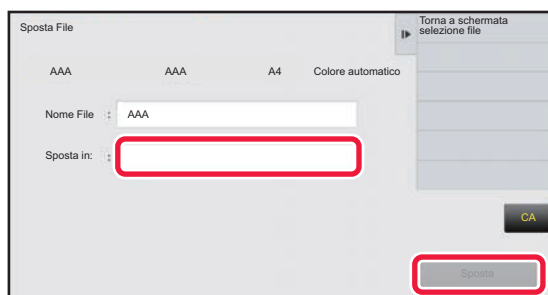 Sposta File
Torna a schermata
selezione file
AAA AAA A4 Colore automatico
Nome File : AAA
Sposta in: :
CA
Sposta